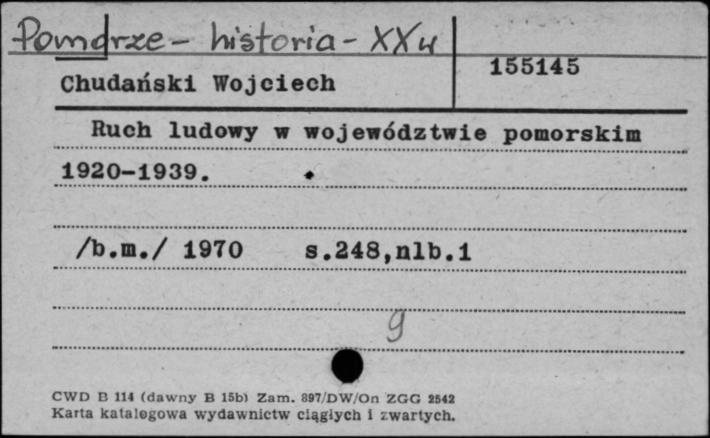 Pomorze - historia - XX w
155145
Chudański Wojciech
Ruch ludowy w województwie pomorskim
1920-1939.
/b.m./ 1970 s.248,nlb.1
9
CWD B 114 (dawny B 15b) Zam. 897/DW/On ZGG 2542
Karta katalogowa wydawnictw ciągłych i zwartych.